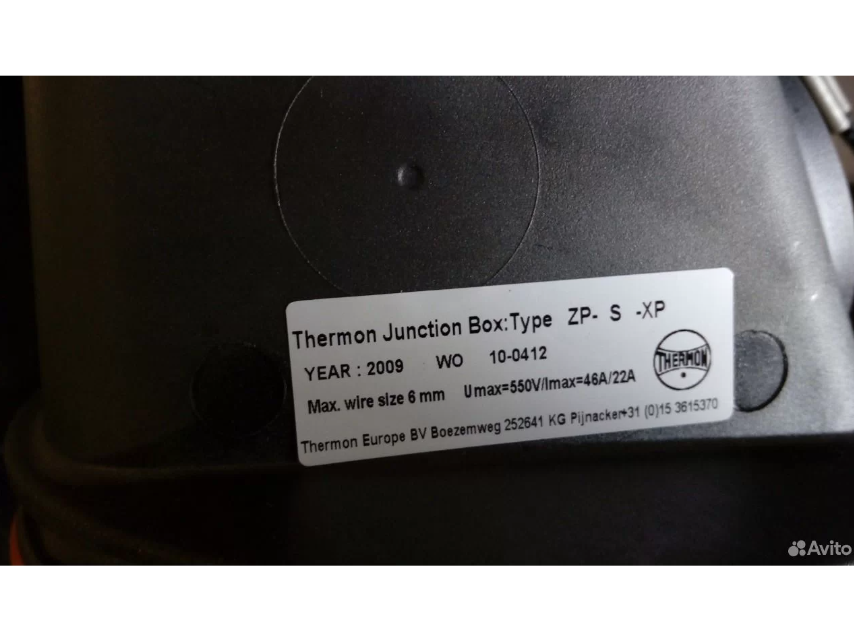 Thermon Junction Box:Type ZP- S -XP
YEAR : 2009 WO 10-0412
THERMON
Max. wire size 6 mm Umax=550V/Imax=46A/22A
Thermon Europe BV Boezemweg 252641 KG Pijnacker+31 (0)15 3615370
Avito